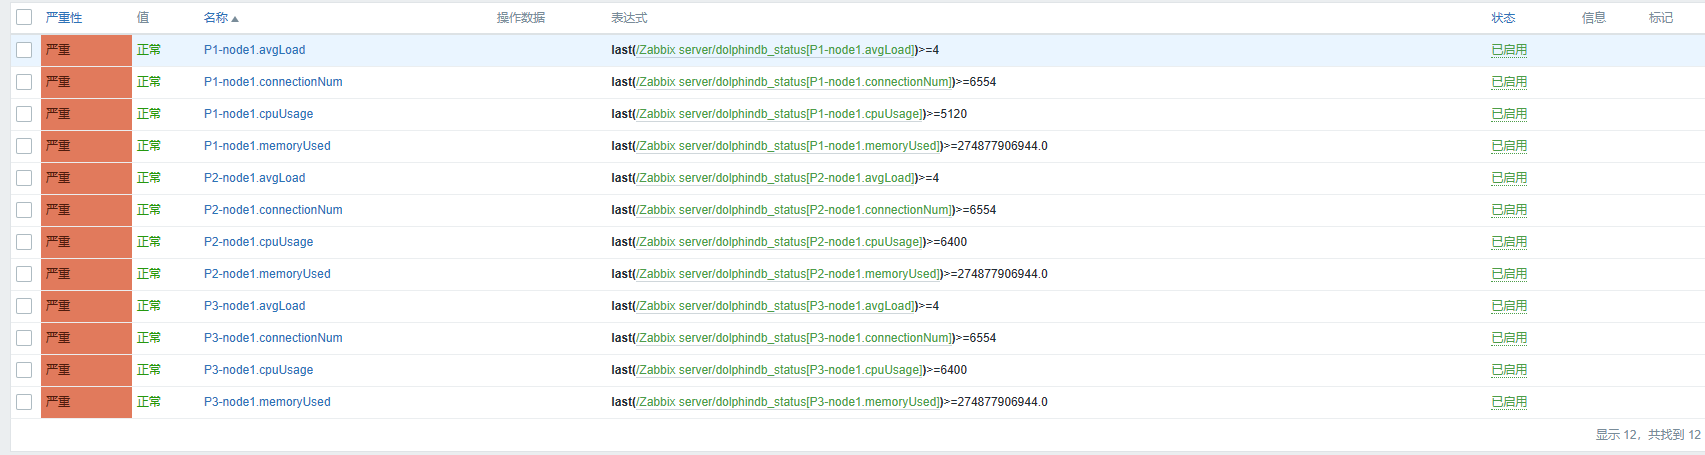 严重性 值 名称 操作数据 表达式 状态 信息 标记
严重 正常 P1-node1.avgLoad last(/Zabbix server/dolphindb_status[P1-node1.avgLoad])>=4 已启用
严重 正常 P1-node1.connectionNum last(/Zabbix server/dolphindb_status[P1-node1.connectionNum])>=6554 已启用
严重 正常 P1-node1.cpuUsage last(/Zabbix server/dolphindb_status[P1-node1.cpuUsage])>=5120 已启用
严重 正常 P1-node1.memoryUsed last(/Zabbix server/dolphindb_status[P1-node1.memoryUsed])>=274877906944.0 已启用
严重 正常 P2-node1.avgLoad last(/Zabbix server/dolphindb_status[P2-node1.avgLoad])>=4 已启用
严重 正常 P2-node1.connectionNum last(/Zabbix server/dolphindb_status[P2-node1.connectionNum])>=6554 已启用
严重 正常 P2-node1.cpuUsage last(/Zabbix server/dolphindb_status[P2-node1.cpuUsage])>=6400 已启用
严重 正常 P2-node1.memoryUsed last(/Zabbix server/dolphindb_status[P2-node1.memoryUsed])>=274877906944.0 已启用
严重 正常 P3-node1.avgLoad last(/Zabbix server/dolphindb_status[P3-node1.avgLoad])>=4 已启用
严重 正常 P3-node1.connectionNum last(/Zabbix server/dolphindb_status[P3-node1.connectionNum])>=6554 已启用
严重 正常 P3-node1.cpuUsage last(/Zabbix server/dolphindb_status[P3-node1.cpuUsage])>=6400 已启用
严重 正常 P3-node1.memoryUsed last(/Zabbix server/dolphindb_status[P3-node1.memoryUsed])>=274877906944.0 已启用
显示 12，共找到 12